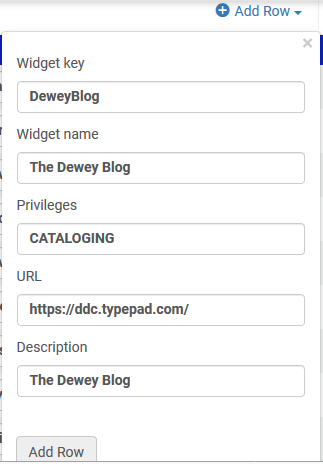 Add Row
×
Widget key
DeweyBlog
Widget name
The Dewey Blog
Privileges
CATALOGING
URL
https://ddc.typepad.com/
Description
The Dewey Blog
Add Row